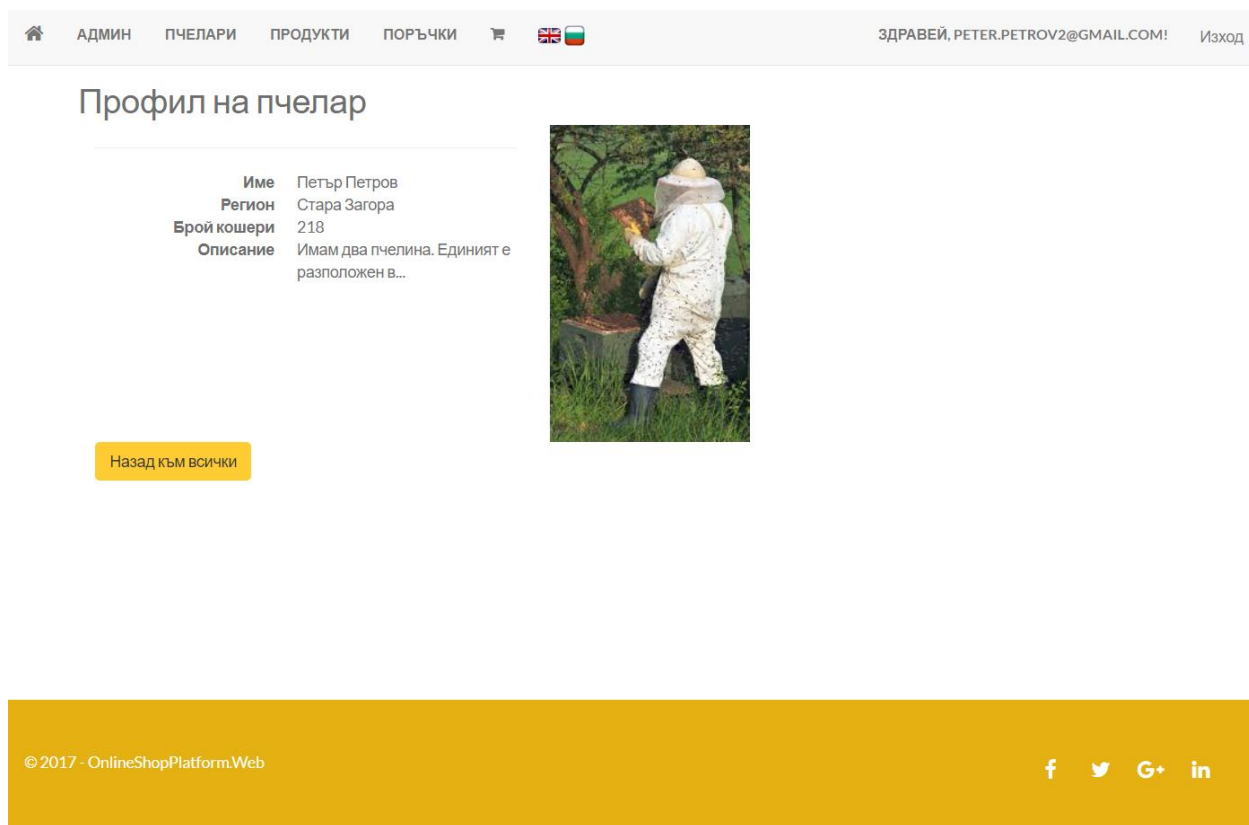 АДМИН ПЧЕЛАРИ ПРОДУКТИ ПОРЪЧКИ ЗДРАВЕЙ, PETER.PETROV2@GMAIL.COM! Изход
Профил на пчелар
Име Петър Петров
Регион Стара Загора
Брой кошери 218
Описание Имам два пчелина. Единият е
разположен в...
Назад към всички
© 2017 - OnlineShopPlatform.Web
f G+ in